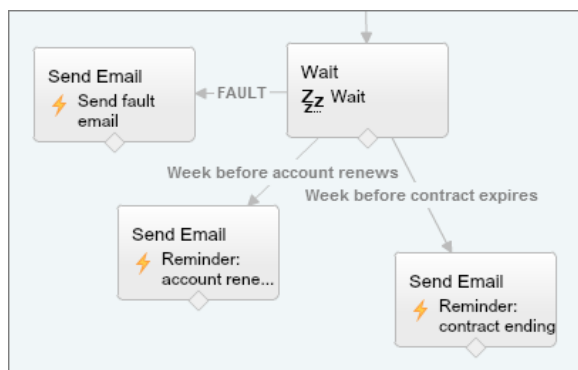 Send Email
Send fault
email
FAULT
Wait
Zzz Wait
Week before account renews
Week before contract expires
Send Email
Reminder:
account rene...
Send Email
Reminder:
contract ending